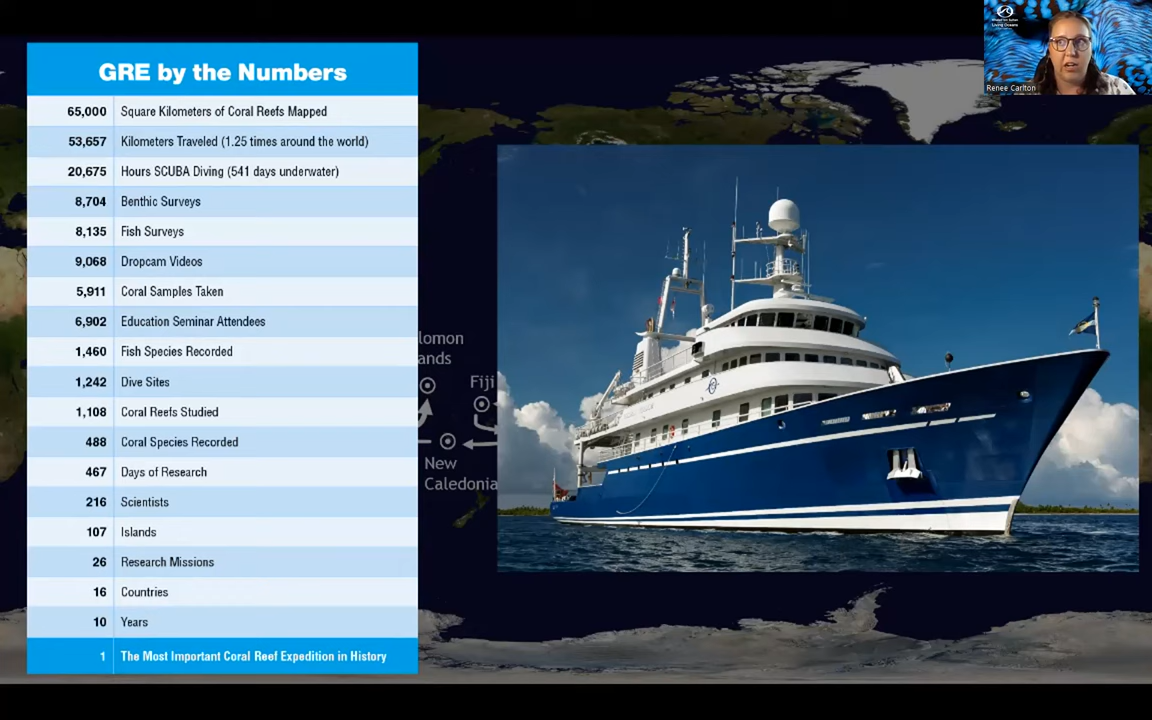 GRE by the Numbers
65,000 Square Kilometers of Coral Reefs Mapped
53,657 Kilometers Traveled (1.25 times around the world)
20,675 Hours SCUBA Diving (541 days underwater)
8,704 Benthic Surveys
8,135 Fish Surveys
9,068 Dropcam Videos
5,911 Coral Samples Taken
6,902 Education Seminar Attendees
1,460 Fish Species Recorded
1,242 Dive Sites
1,108 Coral Reefs Studied
488 Coral Species Recorded
467 Days of Research
216 Scientists
107 Islands
26 Research Missions
16 Countries
10 Years
1 The Most Important Coral Reef Expedition in History
lomon
ands
Fiji
New
Caledonia
Living Oceans
Renee Carlton